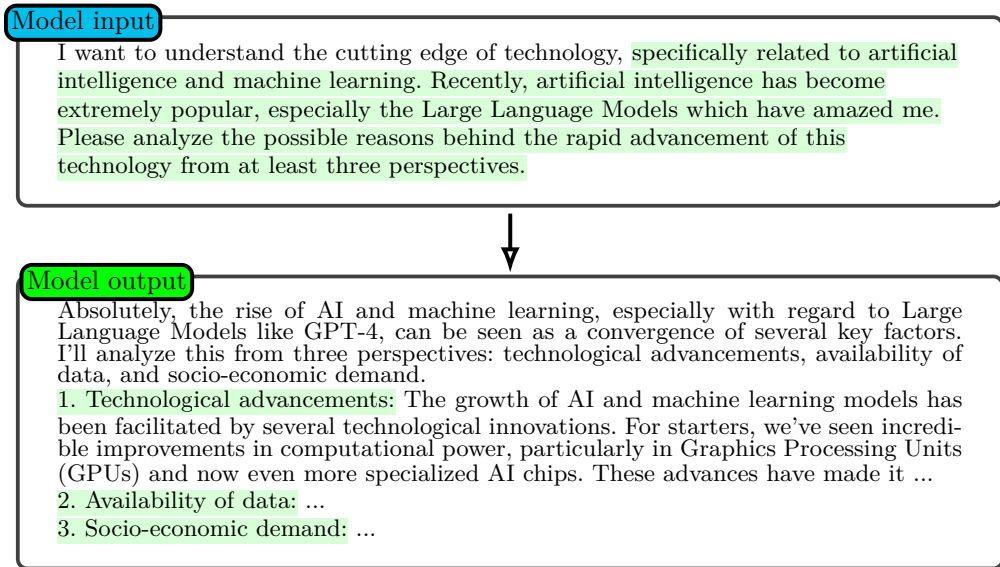 Model input
I want to understand the cutting edge of technology, specifically related to artificial
intelligence and machine learning. Recently, artificial intelligence has become
extremely popular, especially the Large Language Models which have amazed me.
Please analyze the possible reasons behind the rapid advancement of this
technology from at least three perspectives.
Model output
Absolutely, the rise of AI and machine learning, especially with regard to Large
Language Models like GPT-4, can be seen as a convergence of several key factors.
I'll analyze this from three perspectives: technological advancements, availability of
data, and socio-economic demand.
1. Technological advancements: The growth of AI and machine learning models has
been facilitated by several technological innovations. For starters, we've seen incredi-
ble improvements in computational power, particularly in Graphics Processing Units
(GPUs) and now even more specialized AI chips. These advances have made it ...
2. Availability of data: ...
3. Socio-economic demand: ...